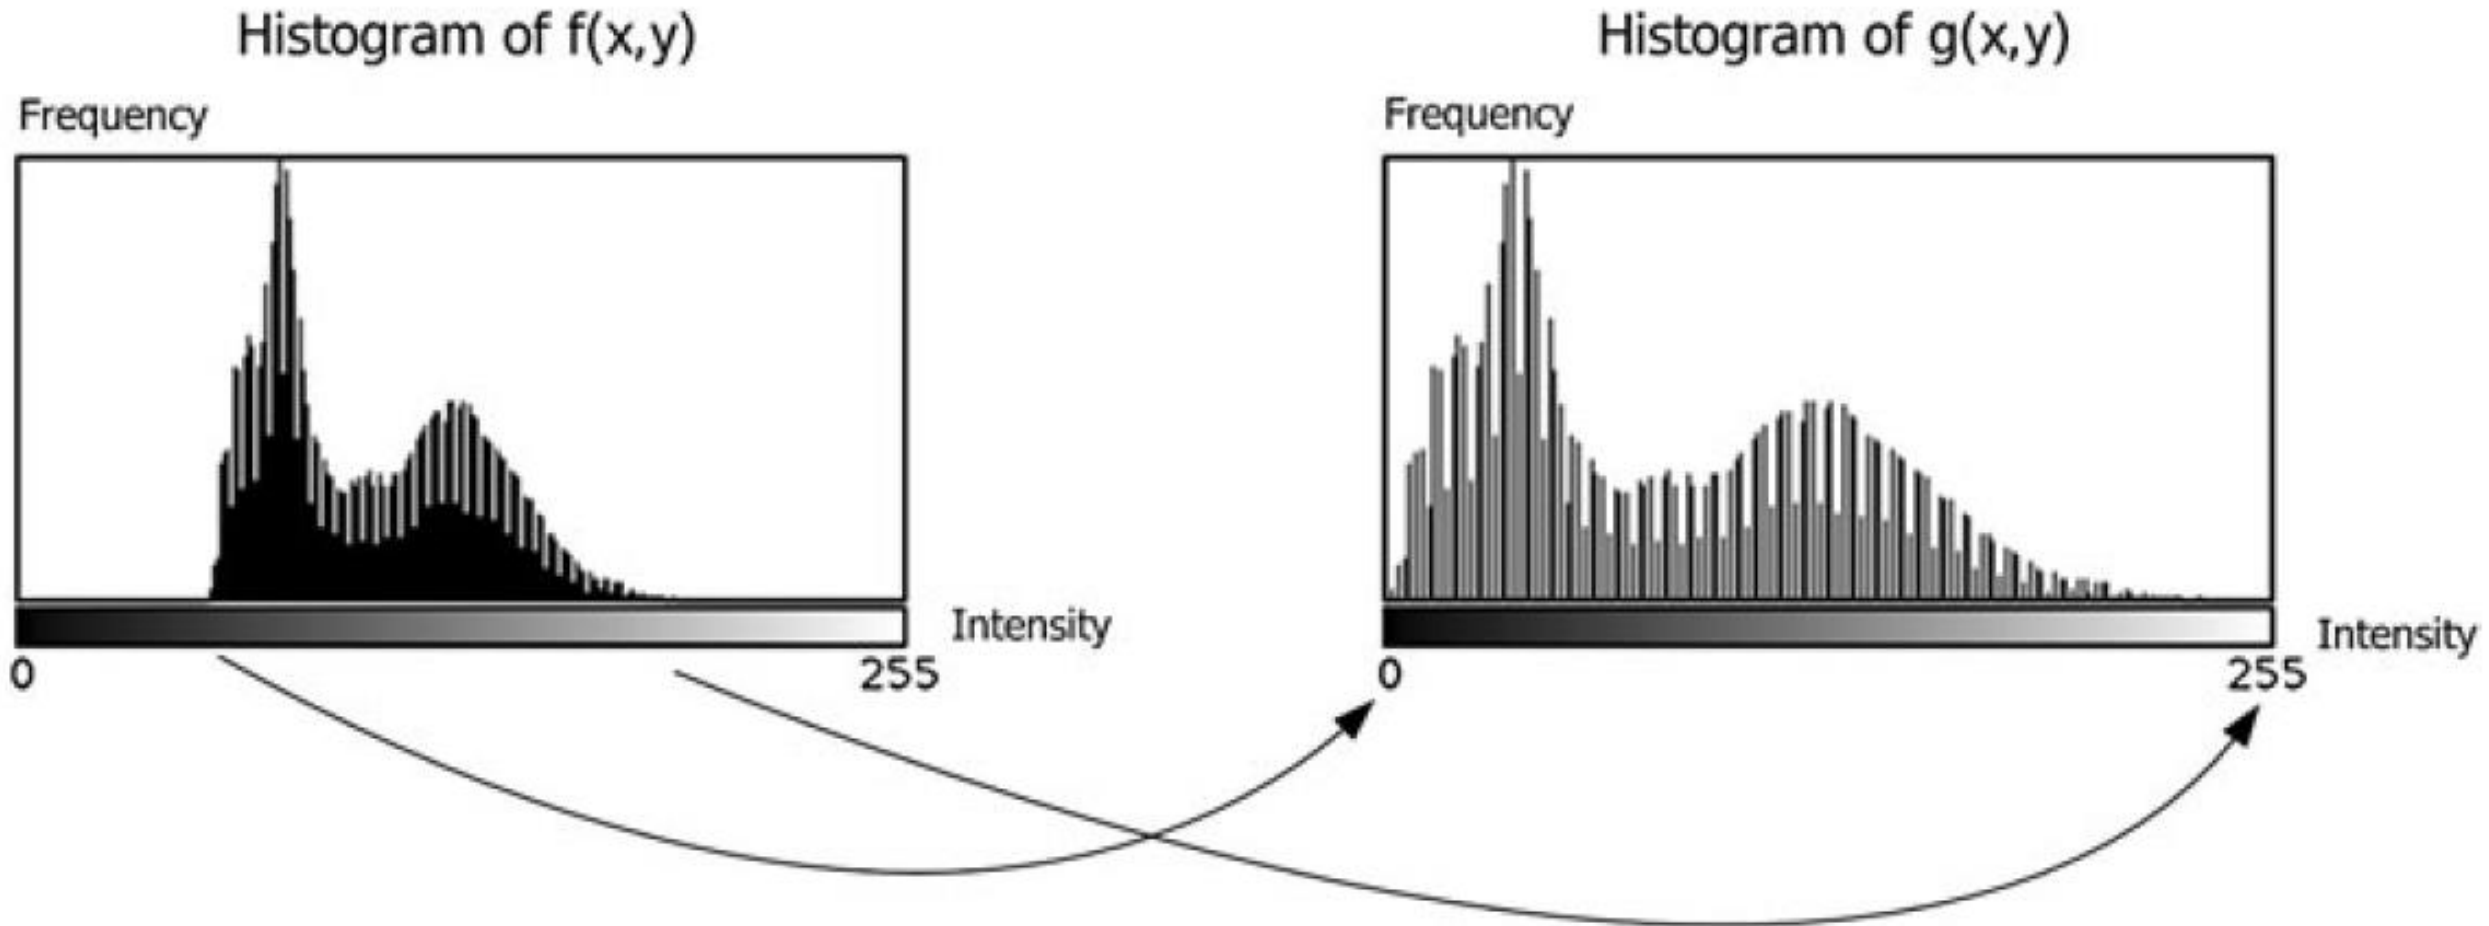 Histogram of f(x,y)
Frequency
Intensity
0
255
Histogram of g(x,y)
Frequency
Intensity
0
255